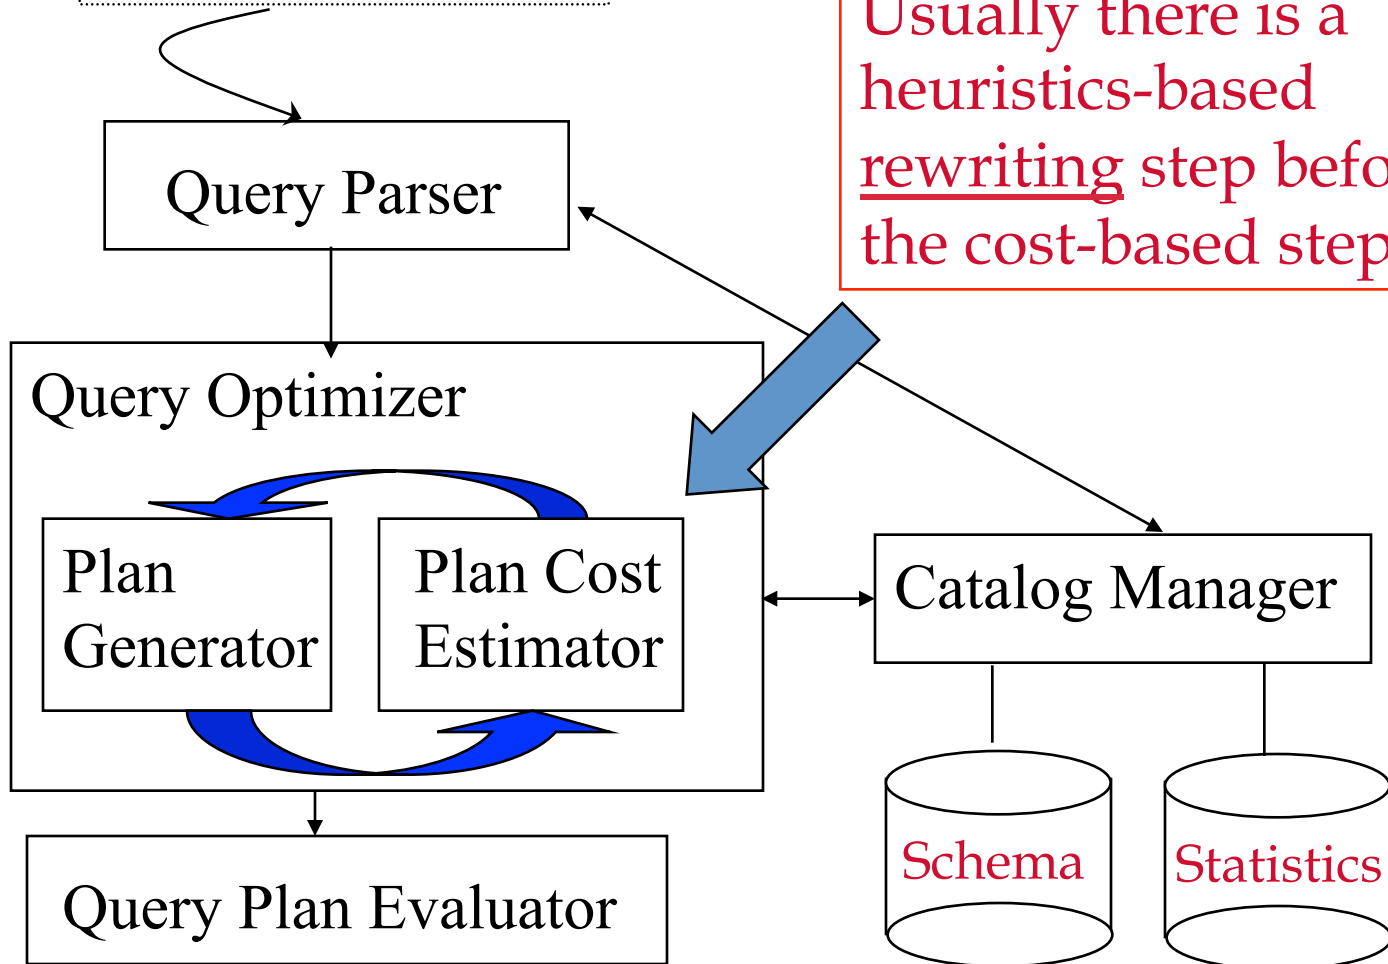 Usually there is a
heuristics-based
rewriting step
the cost-based step
Query Parser
Query Optimizer
Plan
Generator
Plan Cost
Estimator
Catalog Manager
Schema
Statistics
Query Plan Evaluator